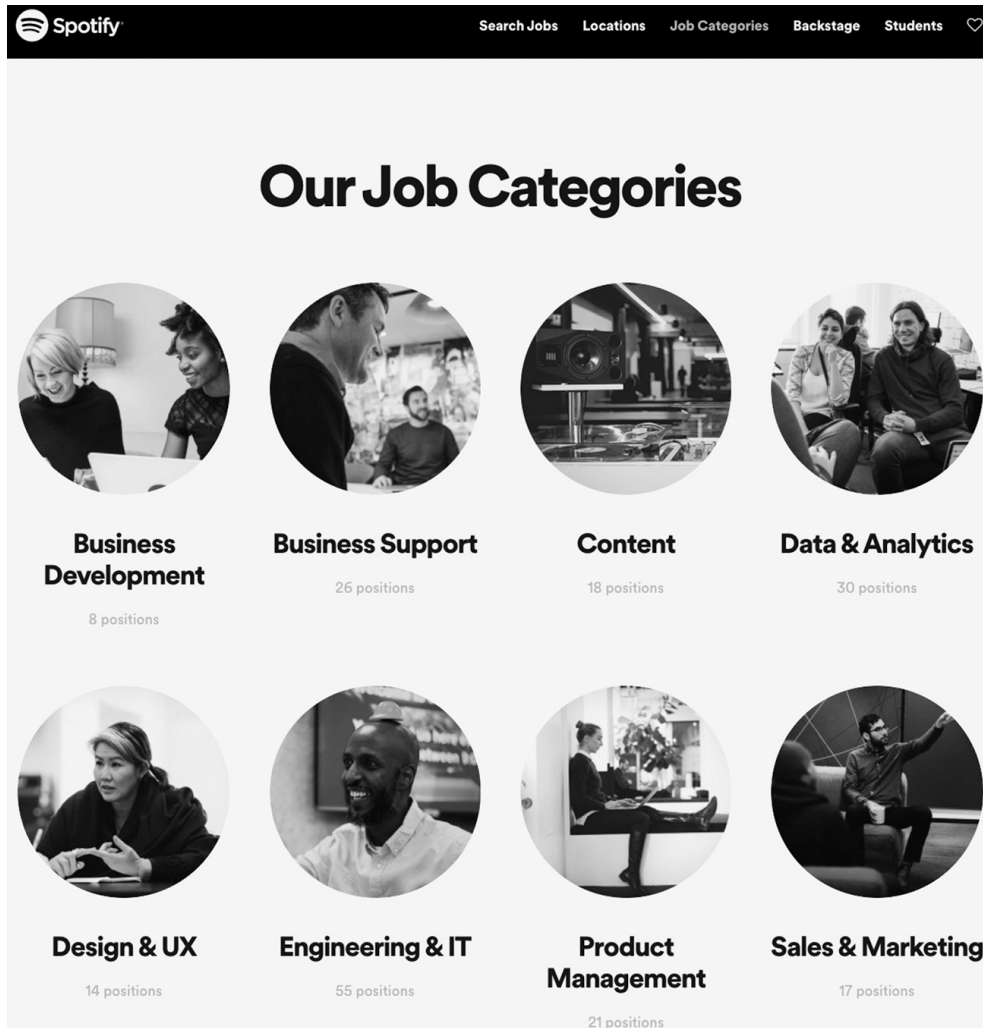 Spotify
Search Jobs Locations Job Categories Backstage Students
Our Job Categories
Business
Development
8 positions
Business Support
26 positions
Content
18 positions
Data & Analytics
30 positions
Design & UX
14 positions
Engineering & IT
55 positions
Product
Management
21 positions
Sales & Marketing
17 positions